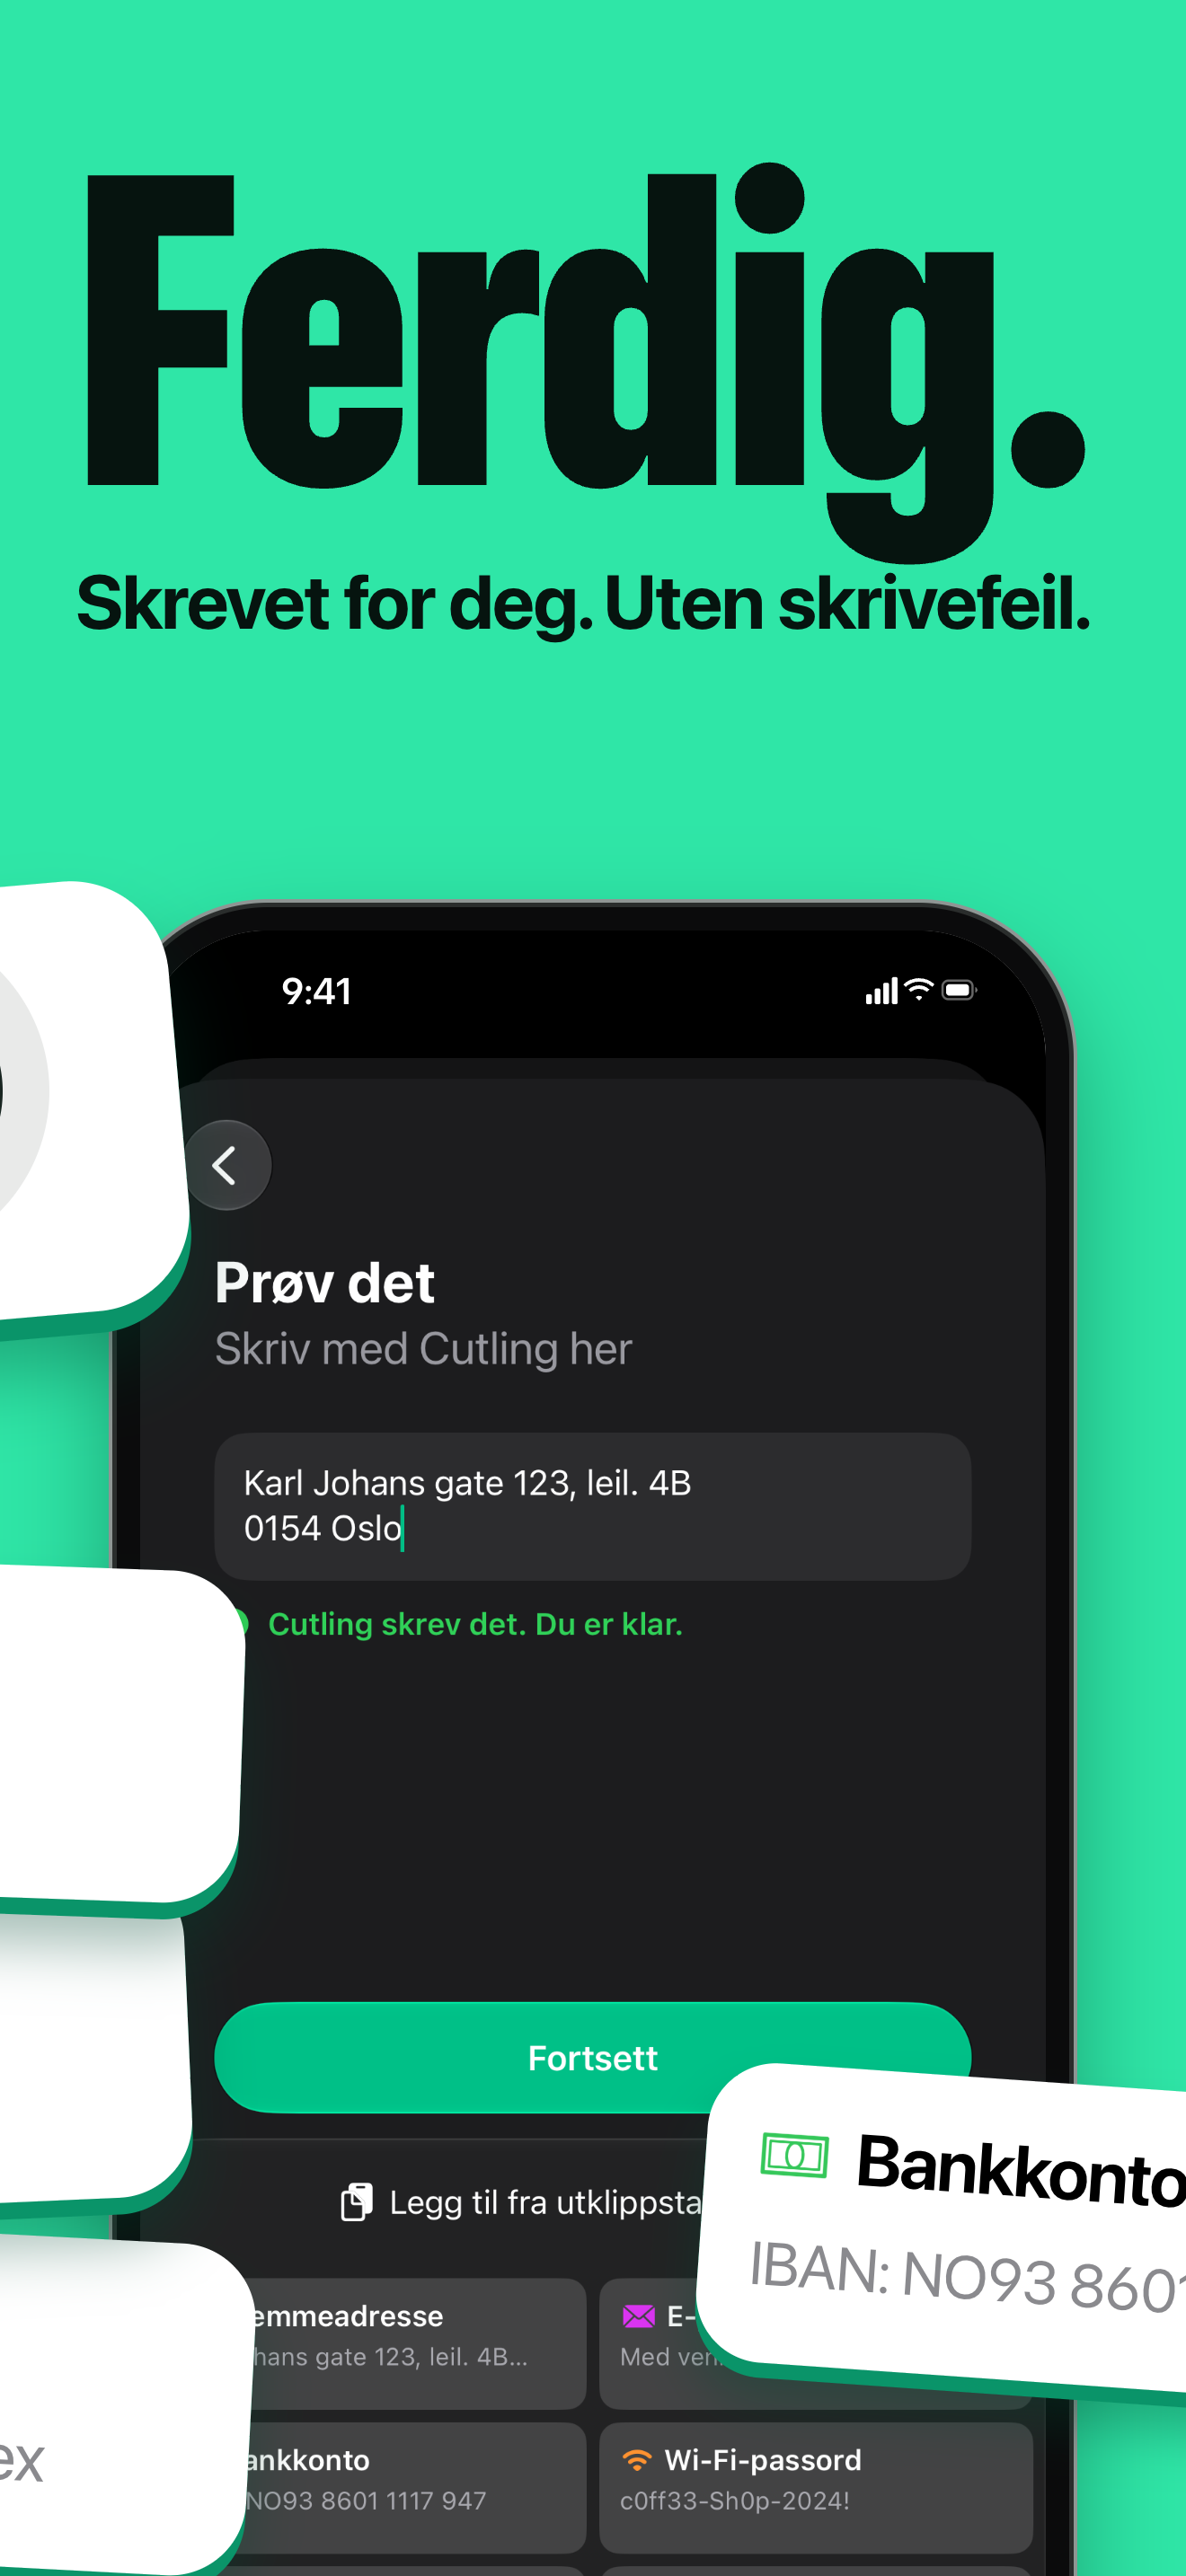 Ferdig.
Skrevet for deg. Uten skrivefeil.
9:41
Prøv det
Skriv med Cutling her
Karl Johans gate 123, leil. 4B
0154 Oslo
Cutling skrev det. Du er klar.
Fortsett
Legg til fra utklippsta
Bankkonto
IBAN: NO93 8601
emmeadresse
hans gate 123, leil. 4B...
E-
Med ven
ankkonto
NO93 8601 1117 947
Wi-Fi-passord
c0ff33-Sh0p-2024!
ex